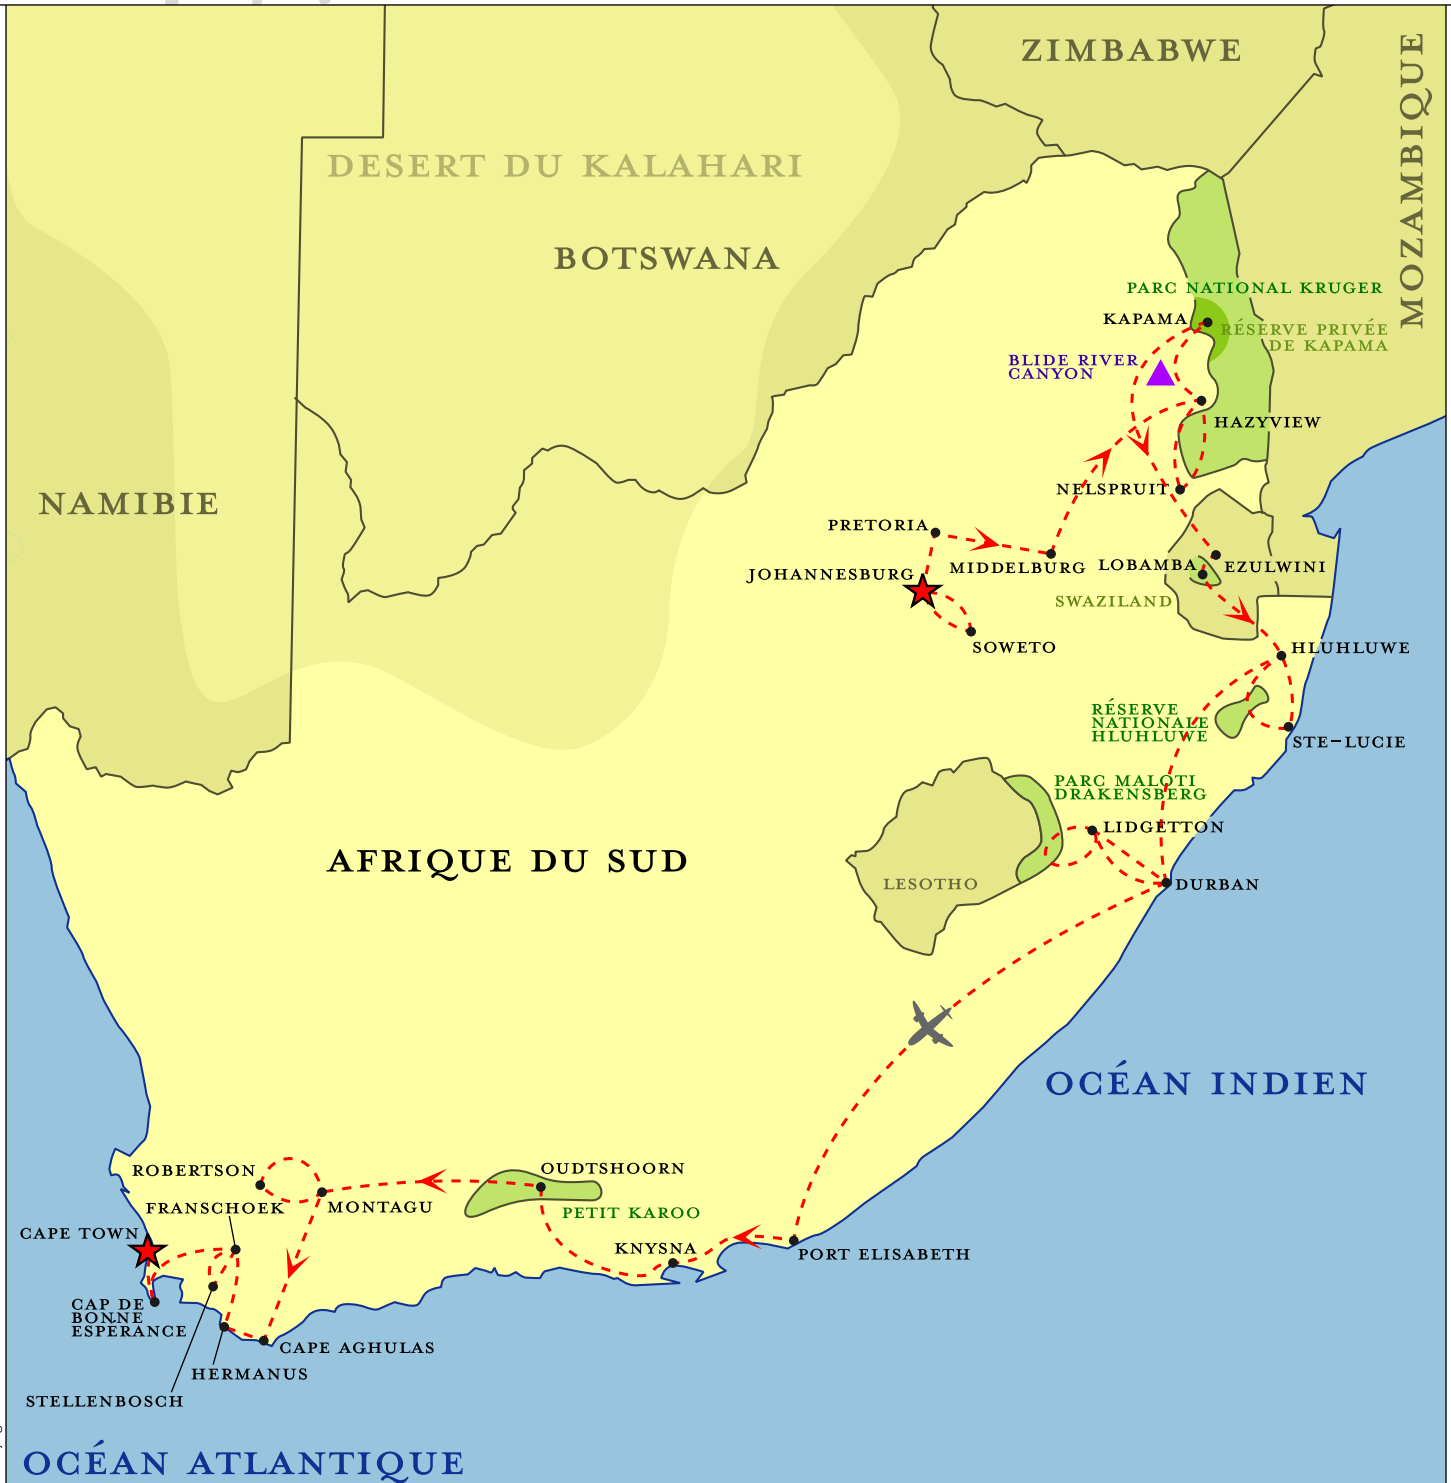 ZIMBABWE
MOZAMBIQUE
DESERT DU KALAHARI
BOTSWANA
PARC NATIONAL KRUGER
KAPAMA
RÉSERVE PRIVÉE
DE KAPAMA
BLIDE RIVER
CANYON
HAZYVIEW
NAMIBIE
NELSPRUIT
PRETORIA
MIDDELBURG
LOBAMBA
EZULWINI
JOHANNESBURG
SWAZILAND
SOWETO
HLUHLUWE
RÉSERVE
NATIONALE
HLUHLUWE
STE-LUCIE
PARC MALOTI
DRAKENSBERG
LIDGETTON
AFRIQUE DU SUD
LESOTHO
DURBAN
OCÉAN INDIEN
ROBERTSON
OUDTSHOORN
FRANSCHOEK
MONTAGU
PETIT KAROO
CAPE TOWN
KNYSNA
PORT ELISABETH
CAP DE
BONNE
ESPÉRANCE
CAPE AGHULAS
HERMANUS
STELLENBOSCH
OCÉAN ATLANTIQUE